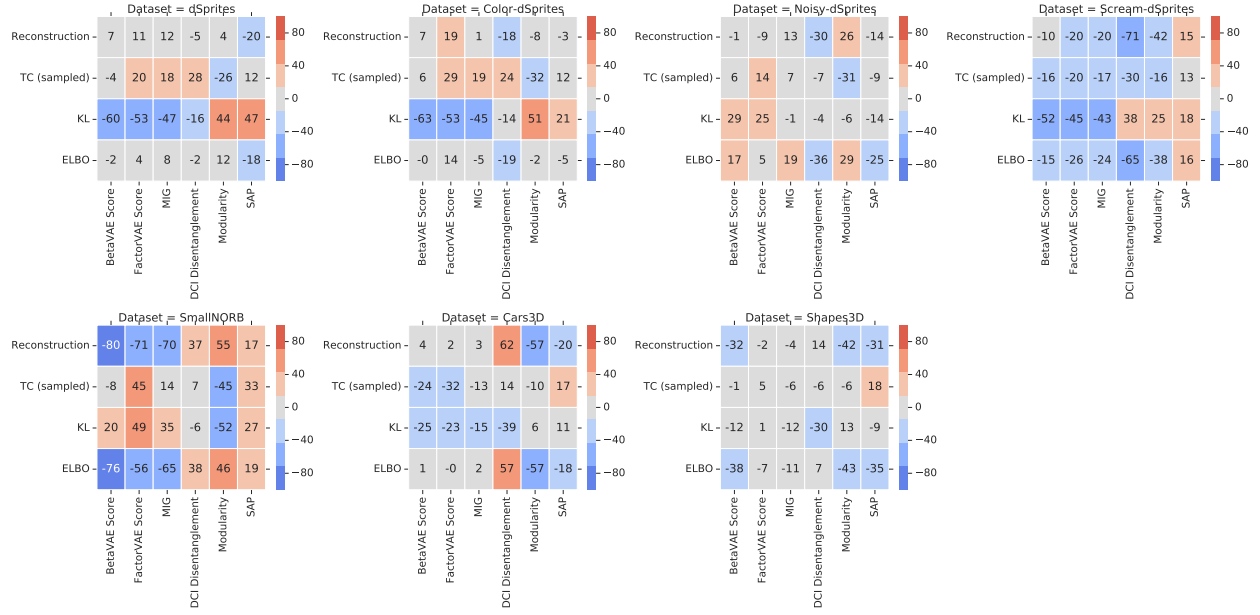 Dataset = dSprites
Reconstruction 7 11 12 -5 4 -20
TC (sampled) -4 20 18 28 -26 12
KL -60 -53 -47 -16 44 47
ELBO -2 4 8 -2 12 -18
BetaVAE Score
FactorVAE Score
MIG
DCI Disentanglement
Modularity
SAP
80
40
0
−40
−80
Dataset = Color-dSprites
7 19 1 -18 -8 -3
Reconstruction
TC (sampled) 6 29 19 24 -32 12
KL -63 -53 -45 -14 51 21
ELBO -0 14 -5 -19 -2 -5
BetaVAE Score
FactorVAE Score
MIG
DCI Disentanglement
Modularity
SAP
80
40
0
−40
−80
Dataset = Noisy-dSprites
Reconstruction -1 -9 13 -30 26 -14
TC (sampled) 6 14 7 -7 -31 -9
KL 29 25 -1 -4 -6 -14
ELBO 17 5 19 -36 29 -25
BetaVAE Score
FactorVAE Score
MIG
DCI Disentanglement
Modularity
SAP
80
40
0
−40
−80
Dataset = Scream-dSprites
Reconstruction -10 -20 -20 -71 -42 15
TC (sampled) -16 -20 -17 -30 -16 13
KL -52 -45 -43 38 25 18
ELBO -15 -26 -24 -65 -38 16
BetaVAE Score
FactorVAE Score
MIG
DCI Disentanglement
Modularity
SAP
80
40
0
−40
−80
Dataset = SmallNORB
Reconstruction -80 -71 -70 37 55 17
TC (sampled) -8 45 14 7 -45 33
KL 20 49 35 -6 -52 27
ELBO -76 -56 -65 38 46 19
BetaVAE Score
FactorVAE Score
MIG
DCI Disentanglement
Modularity
SAP
80
40
0
−40
−80
Dataset = Cars3D
Reconstruction 4 2 3 62 -57 -20
TC (sampled) -24 -32 -13 14 -10 17
KL -25 -23 -15 -39 6 11
ELBO 1 -0 2 57 -57 -18
BetaVAE Score
FactorVAE Score
MIG
DCI Disentanglement
Modularity
SAP
80
40
0
−40
−80
Dataset = Shapes3D
Reconstruction -32 -2 -4 14 -42 -31
TC (sampled) -1 5 -6 -6 -6 18
KL -12 1 -12 -30 13 -9
ELBO -38 -7 -11 7 -43 -35
BetaVAE Score
FactorVAE Score
MIG
DCI Disentanglement
Modularity
SAP
80
40
0
−40
−80